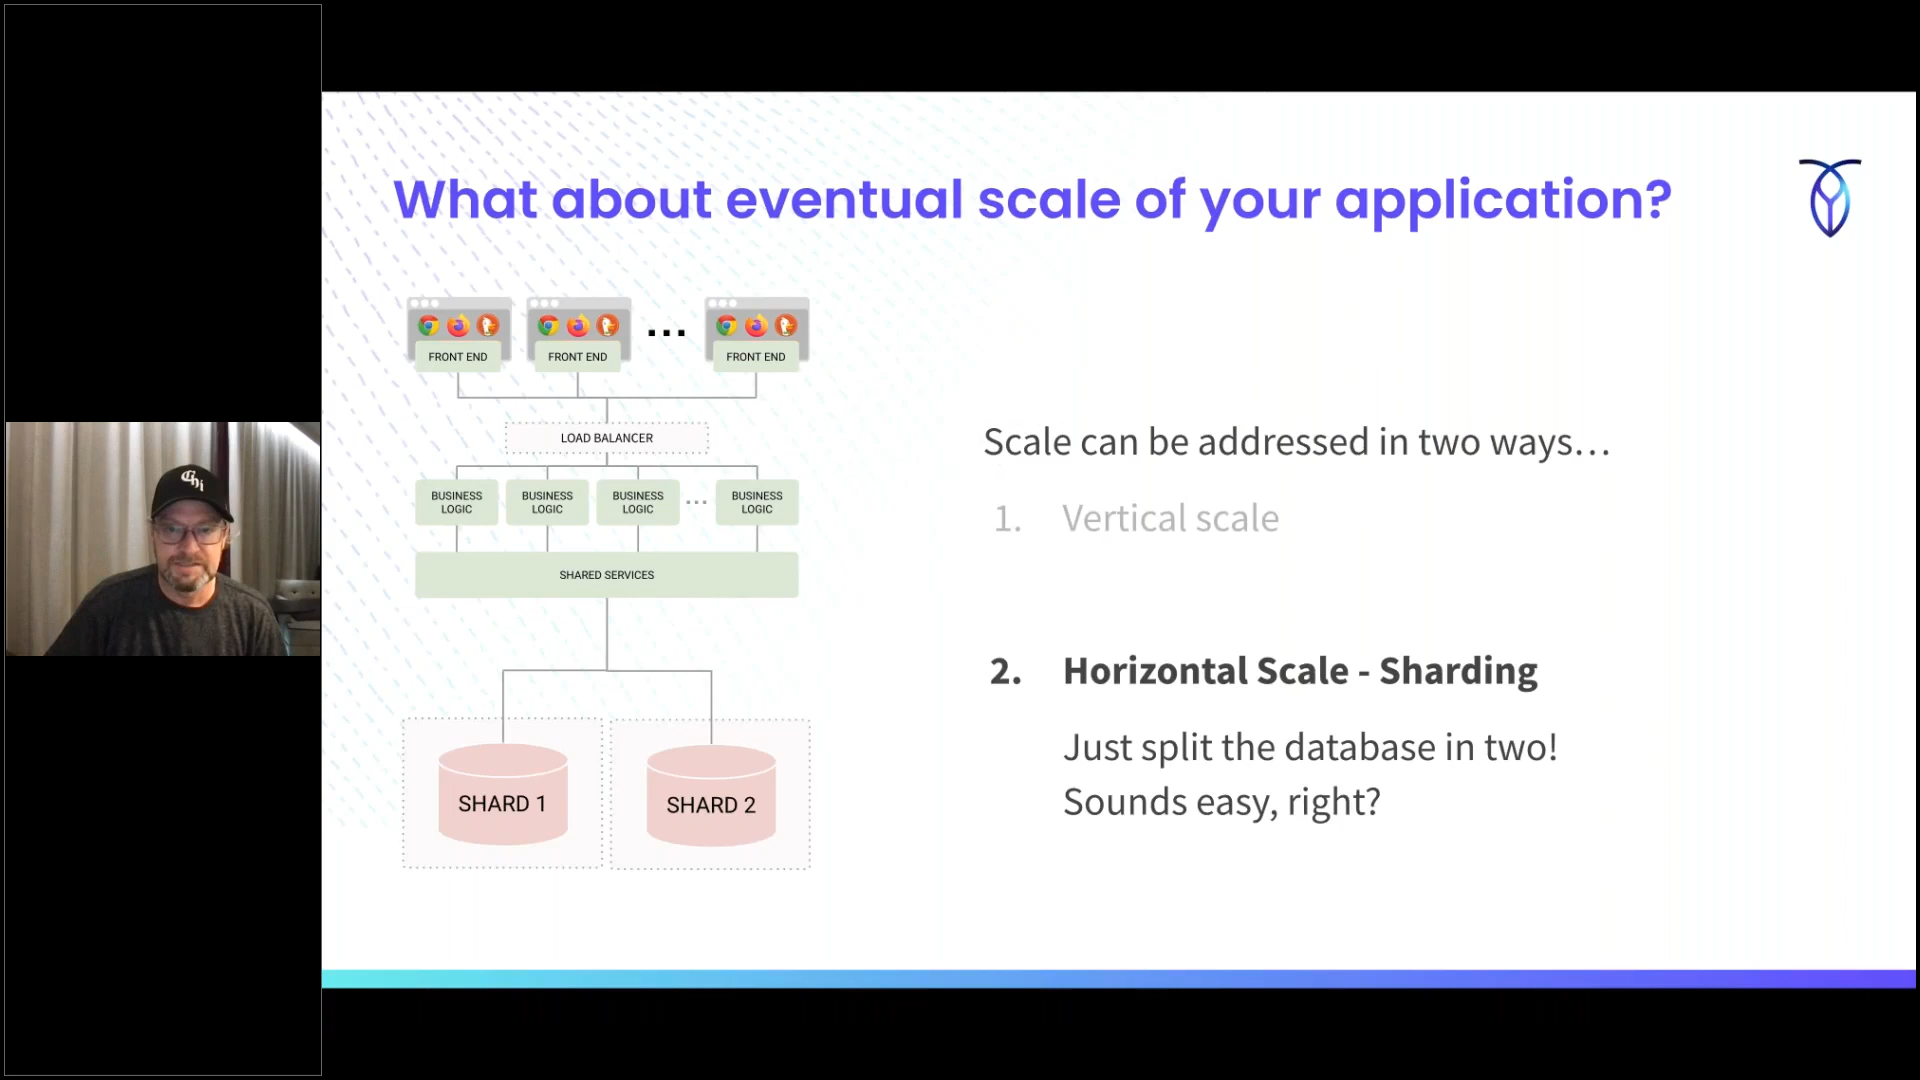 What about eventual scale of your application?
FRONT END
FRONT END
...
FRONT END
LOAD BALANCER
BUSINESS LOGIC
BUSINESS LOGIC
BUSINESS LOGIC
...
BUSINESS LOGIC
SHARED SERVICES
SHARD 1
SHARD 2
Scale can be addressed in two ways…
1. Vertical scale
2. Horizontal Scale - Sharding
Just split the database in two!
Sounds easy, right?
Chi